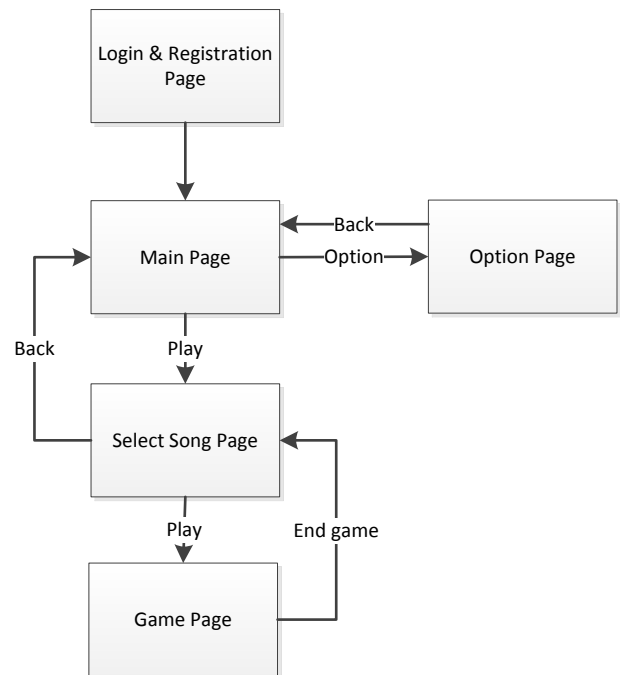 Login & Registration
Page
Back
Main Page
Option
Option Page
Back
Play
Select Song Page
Play
End game
Game Page